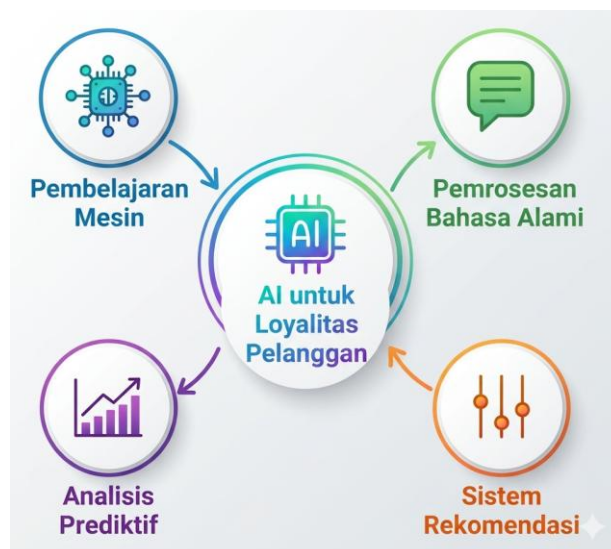 Pembelajaran
Mesin
Pemrosesan
Bahasa Alami
AI
AI untuk
Loyalitas
Pelanggan
Analisis
Prediktif
Sistem
Rekomendasi